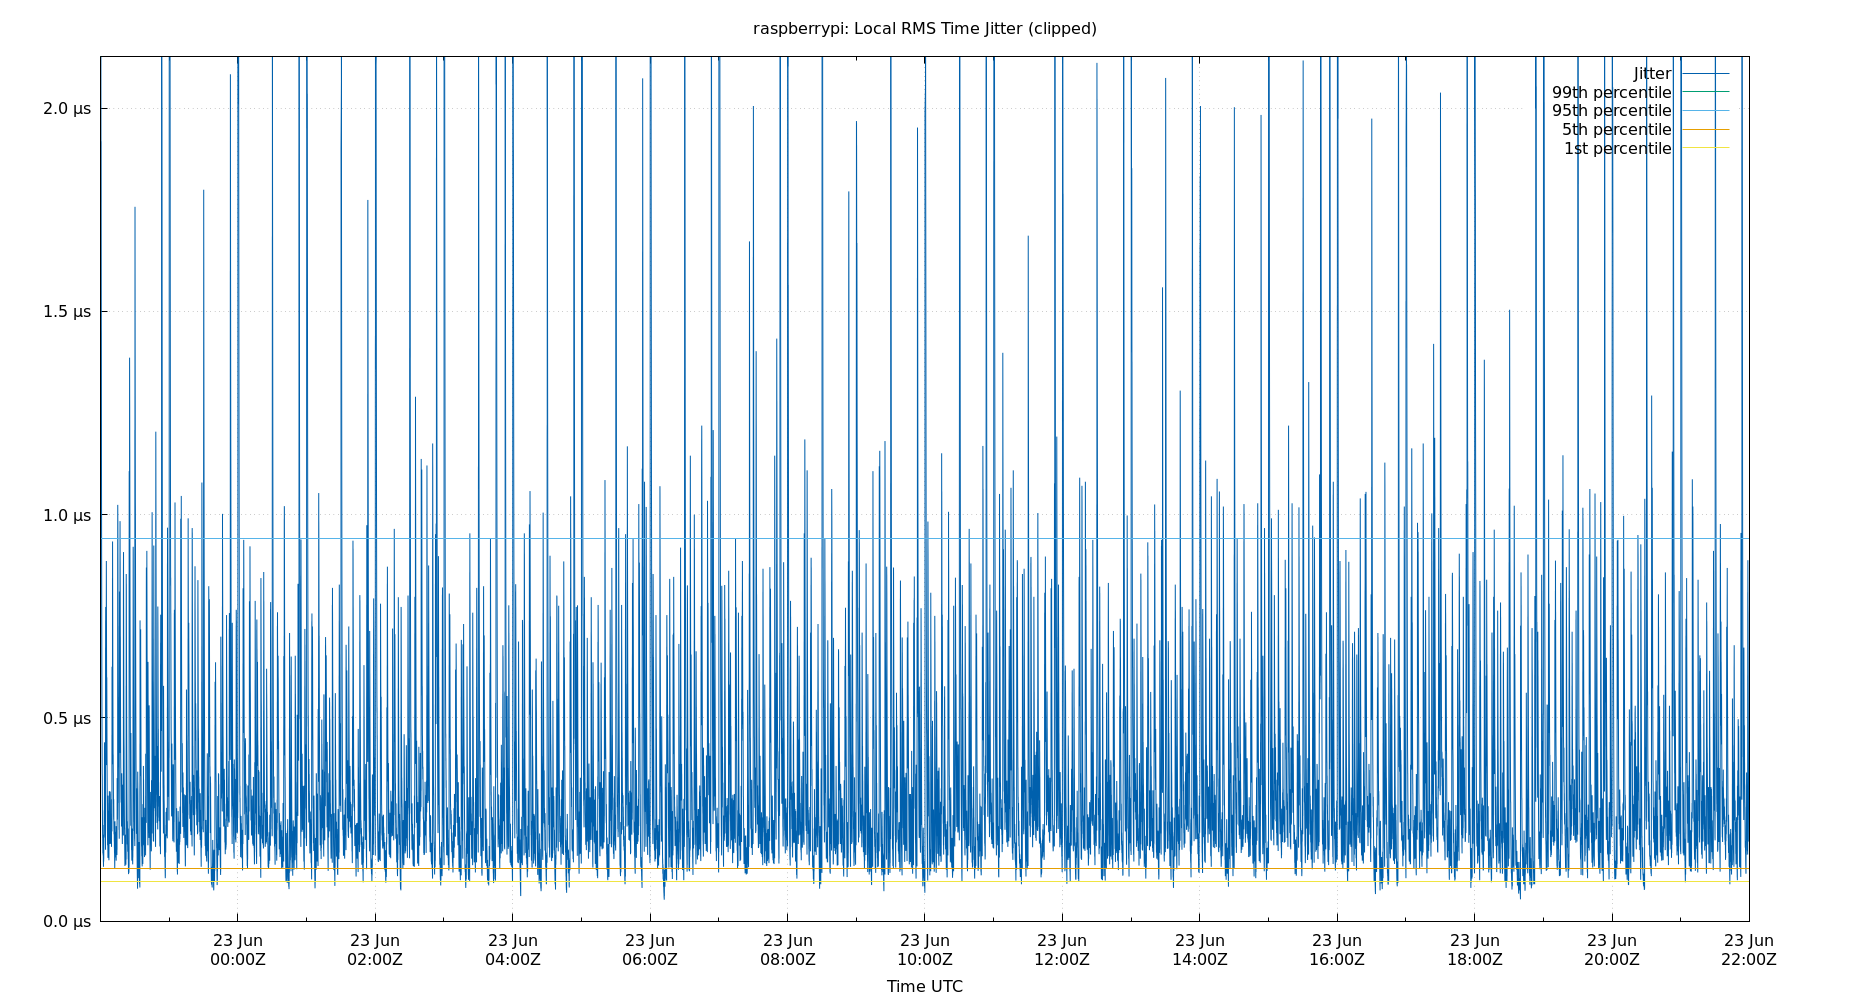 raspberrypi: Local RMS Time Jitter (clipped)
Jitter
99th percentile
95th percentile
5th percentile
1st percentile
2.0 µs
1.5 µs
1.0 µs
0.5 µs
0.0 µs
23 Jun 23 Jun 23 Jun 23 Jun 23 Jun 23 Jun 23 Jun 23 Jun 23 Jun 23 Jun 23 Jun 23 Jun
00:00Z 02:00Z 04:00Z 06:00Z 08:00Z 10:00Z 12:00Z 14:00Z 16:00Z 18:00Z 20:00Z 22:00Z
Time UTC